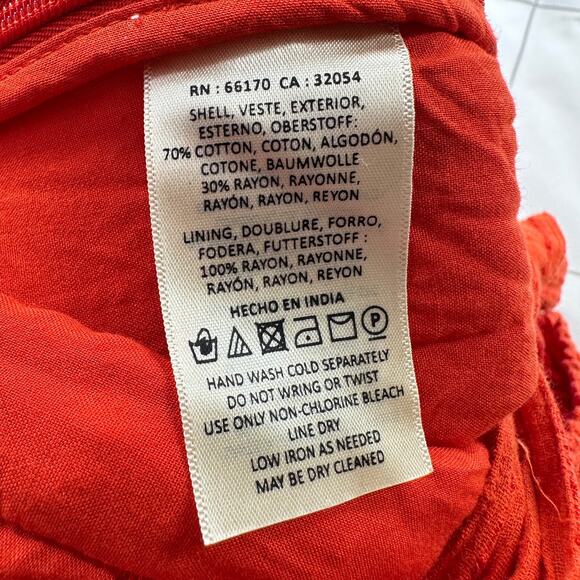 RN : 66170 CA : 32054
SHELL, VESTE, EXTERIOR,
ESTERNO, OBERSTOFF:
70% COTTON, COTON, ALGODÓN,
COTONE, BAUMWOLLE
30% RAYON, RAYONNE,
RAYÓN, RAYON, REYON
LINING, DOUBLURE, FORRO,
FODERA, FUTTERSTOFF :
100% RAYON, RAYONNE,
RAYÓN, RAYON, REYON
HECHO EN INDIA
P
HAND WASH COLD SEPARATELY
DO NOT WRING OR TWIST
USE ONLY NON-CHLORINE BLEACH
LINE DRY
LOW IRON AS NEEDED
MAY BE DRY CLEANED